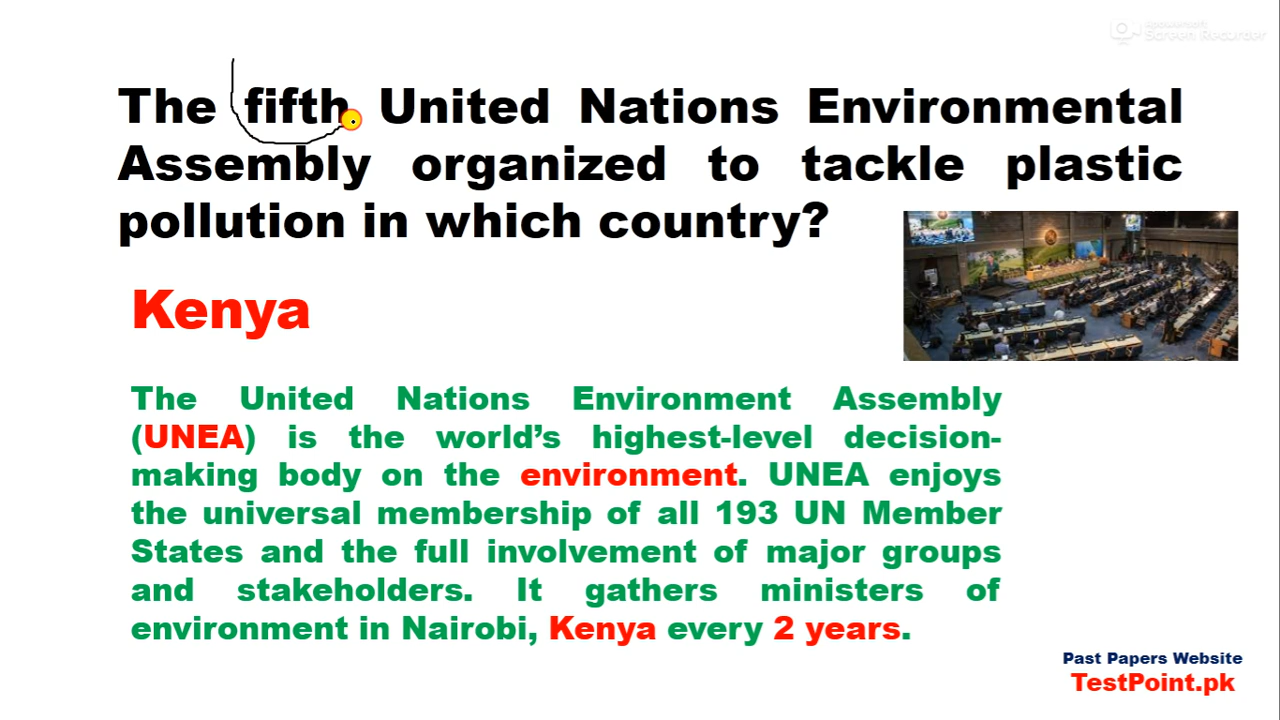 Apowersoft
Screen Recorder
The fifth United Nations Environmental
Assembly organized to tackle plastic
pollution in which country?
Kenya
The United Nations Environment Assembly
(UNEA) is the world’s highest-level decision-
making body on the environment. UNEA enjoys
the universal membership of all 193 UN Member
States and the full involvement of major groups
and stakeholders. It gathers ministers of
environment in Nairobi, Kenya every 2 years.
Past Papers Website
TestPoint.pk